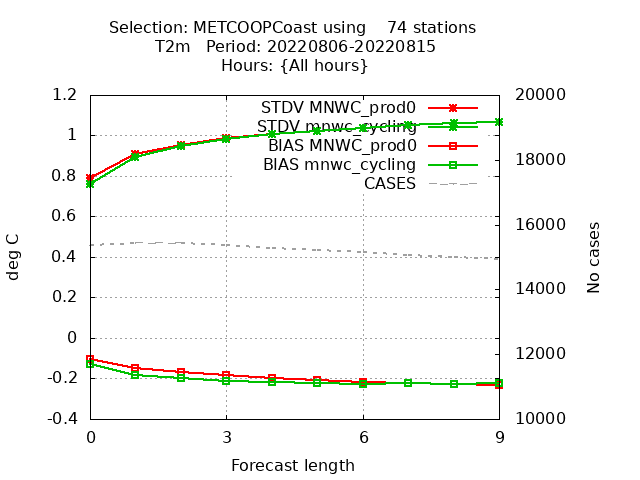 Selection: METCOOPCoast using 74 stations
T2m Period: 20220806-20220815
Hours: {All hours}
1.2
1
0.8
0.6
0.4
0.2
0
-0.2
-0.4
deg C
STDV MNWC_prod0
STDV mnwc_cycling
BIAS MNWC_prod0
BIAS mnwc_cycling
CASES
20000
18000
16000
14000
12000
10000
No cases
0 3 6 9
Forecast length